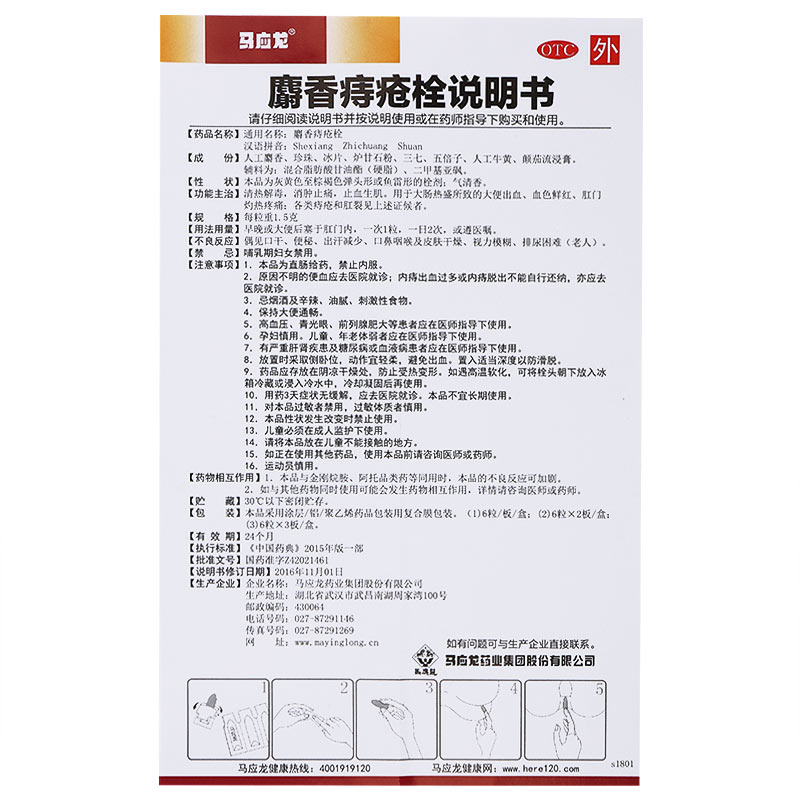 马应龙
OTC
外
麝香痔疮栓说明书
请仔细阅读说明书并按说明使用或在药师指导下购买和使用。
【药品名称】通用名称：麝香痔疮栓
汉语拼音：Shexiang Zhichuang Shuan
【成 份】人工麝香、珍珠、冰片、炉甘石粉、三七、五倍子、人工牛黄、颠茄流浸膏。
辅料为：混合脂肪酸甘油酯（硬脂）、二甲基亚砜。
【性 状】本品为灰黄色至棕褐色弹头形或鱼雷形的栓剂；气清香。
【功能主治】清热解毒，消肿止痛，止血生肌。用于大肠热盛所致的大便出血、血色鲜红、肛门
灼热疼痛；各类痔疮和肛裂见上述证候者。
【规 格】每粒重1.5克
【用法用量】早晚或大便后塞于肛门内，一次1粒，一日2次，或遵医嘱。
【不良反应】偶见口干、便秘、出汗减少、口鼻咽喉及皮肤干燥、视力模糊、排尿困难（老人）。
【禁 忌】哺乳期妇女禁用。
【注意事项】1．本品为直肠给药，禁止内服。
2．原因不明的便血应去医院就诊；内痔出血过多或内痔脱出不能自行还纳，亦应去
医院就诊。
3．忌烟酒及辛辣、油腻、刺激性食物。
4．保持大便通畅。
5．高血压、青光眼、前列腺肥大等患者应在医师指导下使用。
6．孕妇慎用。儿童、年老体弱者应在医师指导下使用。
7．有严重肝肾疾患及糖尿病或血液病患者应在医师指导下使用。
8．放置时采取侧卧位，动作宜轻柔，避免出血。置入适当深度以防滑脱。
9．药品应存放在阴凉干燥处，防止受热变形。如遇高温软化，可将栓头朝下放入冰
箱冷藏或浸入冷水中，冷却凝固后再使用。
10．用药3天症状无缓解，应去医院就诊。本品不宜长期使用。
11．对本品过敏者禁用，过敏体质者慎用。
12．本品性状发生改变时禁止使用。
13．儿童必须在成人监护下使用。
14．请将本品放在儿童不能接触的地方。
15．如正在使用其他药品，使用本品前请咨询医师或药师。
16．运动员慎用。
【药物相互作用】1．本品与金刚烷胺、阿托品类药等同用时，本品的不良反应可加剧。
2．如与其他药物同时使用可能会发生药物相互作用，详情请咨询医师或药师。
【贮 藏】30℃以下密闭贮存。
【包 装】本品采用涂层/铝/聚乙烯药品包装用复合膜包装。(1)6粒/板/盒；(2)6粒×2板/盒；
(3)6粒×3板/盒。
【有 效 期】24个月
【执行标准】《中国药典》2015年版一部
【批准文号】国药准字Z42021461
【说明书修订日期】2016年11月01日
【生产企业】企业名称：马应龙药业集团股份有限公司
生产地址：湖北省武汉市武昌南湖周家湾100号
邮政编码：430064
电话号码：027-87291146
传真号码：027-87291269
网 址：www.mayinglong.cn
如有问题可与生产企业直接联系。
马应龙
马应龙药业集团股份有限公司
1 2 3 4 5
马应龙健康热线：4001919120
马应龙健康网：www.here120.com
s1801